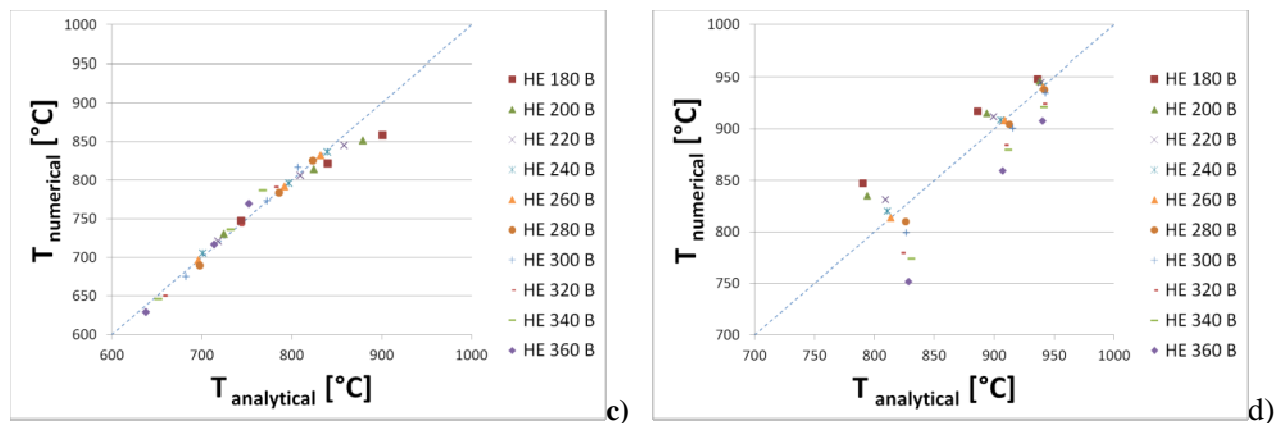 1000
950
900
850
800
750
700
650
600
600
700
800
900
1000
T numerical [°C]
T analytical [°C]
HE 180 B
HE 200 B
HE 220 B
HE 240 B
HE 260 B
HE 280 B
HE 300 B
HE 320 B
HE 340 B
HE 360 B
c)
1000
950
900
850
800
750
700
700
750
800
850
900
950
1000
T numerical [°C]
T analytical [°C]
HE 180 B
HE 200 B
HE 220 B
HE 240 B
HE 260 B
HE 280 B
HE 300 B
HE 320 B
HE 340 B
HE 360 B
d)